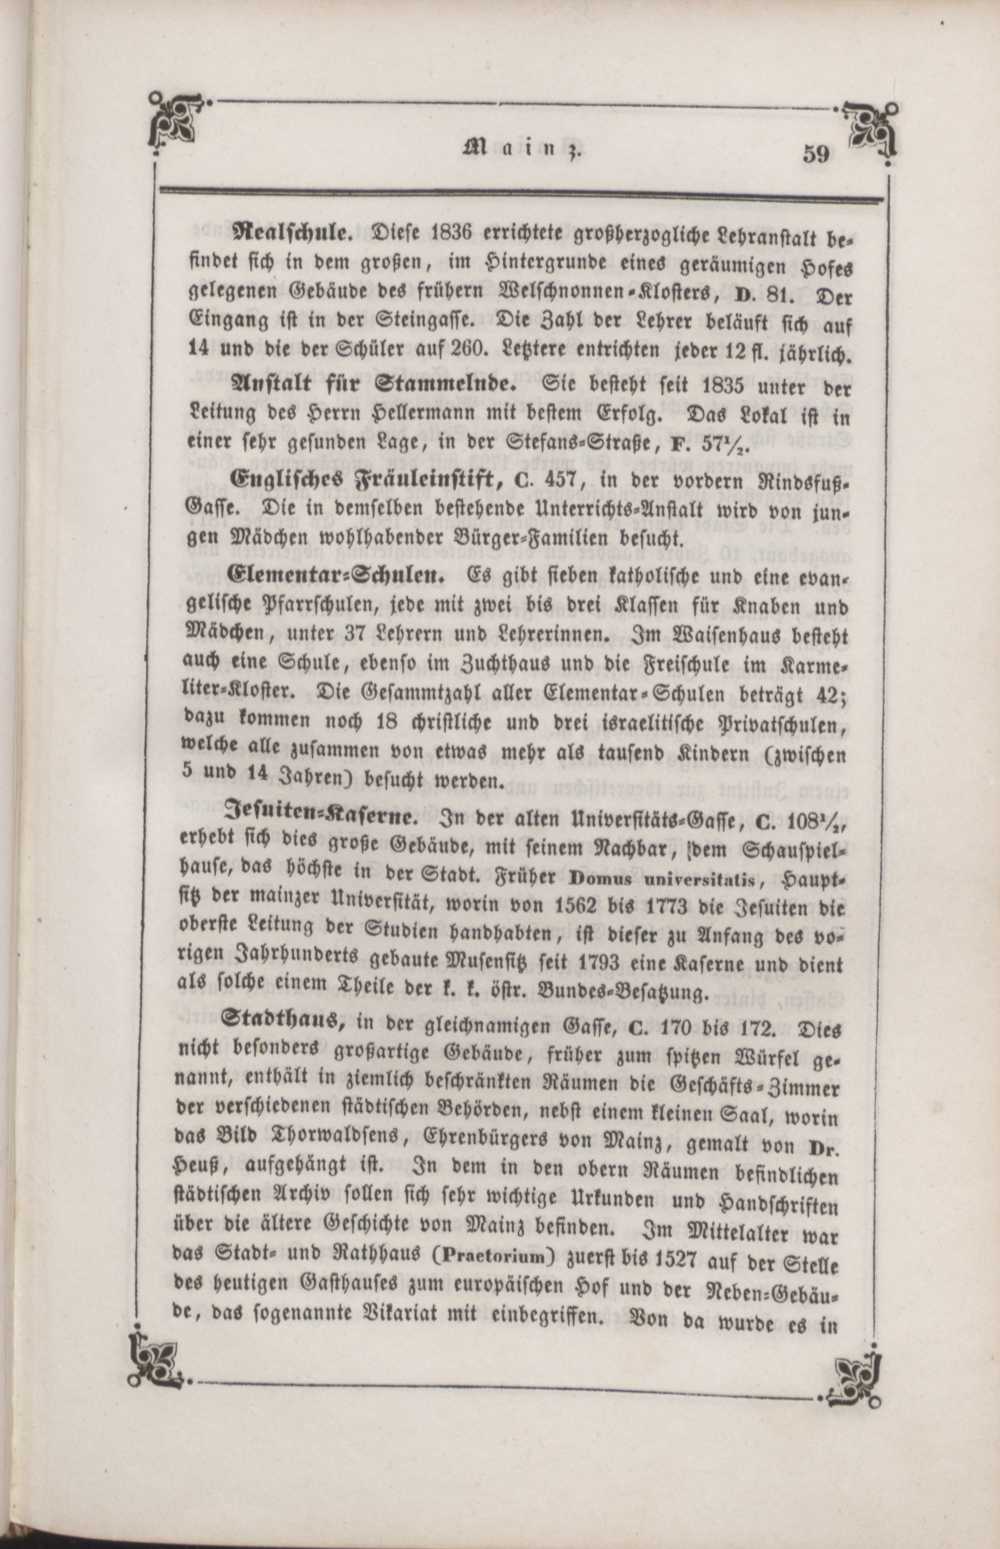 Mainz.
59
Realschule. Diese 1836 errichtete großherzogliche Lehranstalt be-
findet sich in dem großen, im Hintergrunde eines geräumigen Hofes
gelegenen Gebäude des frühern Welschnonnen-Klosters, D. 81. Der
Eingang ist in der Steingasse. Die Zahl der Lehrer beläuft sich auf
14 und die der Schüler auf 260. Letztere entrichten jeder 12 fl. jährlich.
Anstalt für Stammelnde. Sie besteht seit 1835 unter der
Leitung des Herrn Hellermann mit bestem Erfolg. Das Lokal ist in
einer sehr gesunden Lage, in der Stefans-Straße, F. 57½.
Englisches Fräuleinstift, C. 457, in der vordern Rindsfuß-
Gasse. Die in demselben bestehende Unterrichts-Anstalt wird von jun-
gen Mädchen wohlhabender Bürger-Familien besucht.
Elementar-Schulen. Es gibt sieben katholische und eine evan-
gelische Pfarrschulen, jede mit zwei bis drei Klassen für Knaben und
Mädchen, unter 37 Lehrern und Lehrerinnen. Im Waisenhaus besteht
auch eine Schule, ebenso im Zuchthaus und die Freischule im Karme-
liter-Kloster. Die Gesammtzahl aller Elementar-Schulen beträgt 42;
dazu kommen noch 18 christliche und drei israelitische Privatschulen,
welche alle zusammen von etwas mehr als tausend Kindern (zwischen
5 und 14 Jahren) besucht werden.
Jesuiten-Kaserne. In der alten Universitäts-Gasse, C. 108½,
erhebt sich dies große Gebäude, mit seinem Nachbar, dem Schauspiel-
hause, das höchste in der Stadt. Früher Domus universitatis, Haupt-
sitz der mainzer Universität, worin von 1562 bis 1773 die Jesuiten die
oberste Leitung der Studien handhabten, ist dieser zu Anfang des vo-
rigen Jahrhunderts gebaute Musensitz seit 1793 eine Kaserne und dient
als solche einem Theile der k. k. östr. Bundes-Besatzung.
Stadthaus, in der gleichnamigen Gasse, C. 170 bis 172. Dies
nicht besonders großartige Gebäude, früher zum spitzen Würfel ge-
nannt, enthält in ziemlich beschränkten Räumen die Geschäfts-Zimmer
der verschiedenen städtischen Behörden, nebst einem kleinen Saal, worin
das Bild Thorwaldsens, Ehrenbürgers von Mainz, gemalt von Dr.
Heuß, aufgehängt ist. In dem in den obern Räumen befindlichen
städtischen Archiv sollen sich sehr wichtige Urkunden und Handschriften
über die ältere Geschichte von Mainz befinden. Im Mittelalter war
das Stadt- und Rathhaus (Praetorium) zuerst bis 1527 auf der Stelle
des heutigen Gasthauses zum europäischen Hof und der Neben-Gebäu-
de, das sogenannte Vikariat mit einbegriffen. Von da wurde es in